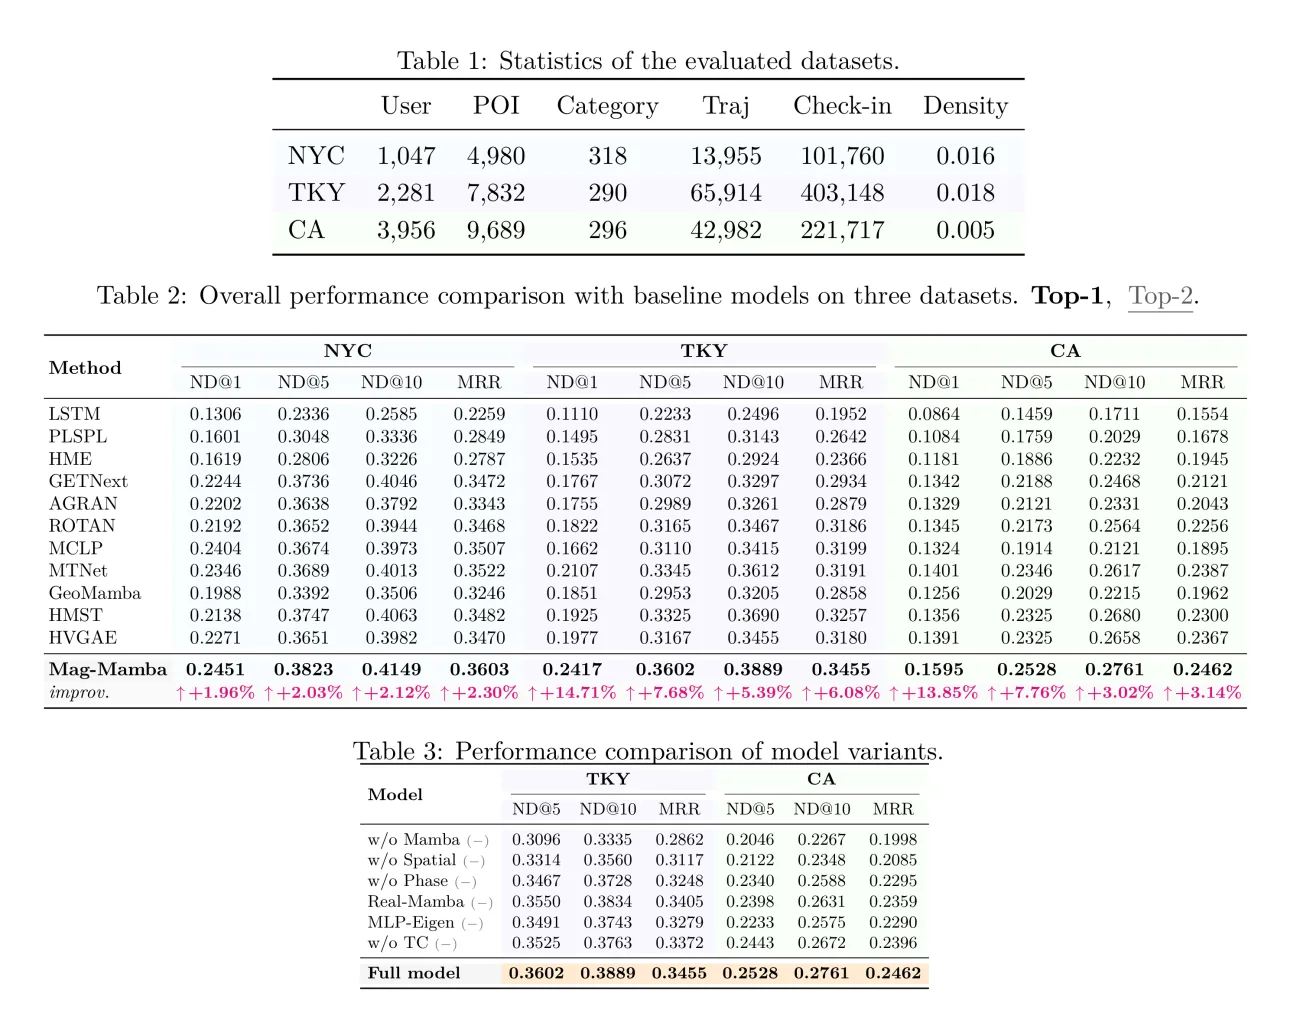 Table 1: Statistics of the evaluated datasets.
User POI Category Traj Check-in Density
NYC 1,047 4,980 318 13,955 101,760 0.016
TKY 2,281 7,832 290 65,914 403,148 0.018
CA 3,956 9,689 296 42,982 221,717 0.005
Table 2: Overall performance comparison with baseline models on three datasets. Top-1, Top-2.
Method NYC TKY CA
ND@1 ND@5 ND@10 MRR ND@1 ND@5 ND@10 MRR ND@1 ND@5 ND@10 MRR
LSTM 0.1306 0.2336 0.2585 0.2259 0.1110 0.2233 0.2496 0.1952 0.0864 0.1459 0.1711 0.1554
PLSPL 0.1601 0.3048 0.3336 0.2849 0.1495 0.2831 0.3143 0.2642 0.1084 0.1759 0.2029 0.1678
HME 0.1619 0.2806 0.3226 0.2787 0.1535 0.2637 0.2924 0.2366 0.1181 0.1886 0.2232 0.1945
GETNext 0.2244 0.3736 0.4046 0.3472 0.1767 0.3072 0.3297 0.2934 0.1342 0.2188 0.2468 0.2121
AGRAN 0.2202 0.3638 0.3792 0.3343 0.1755 0.2989 0.3261 0.2879 0.1329 0.2121 0.2331 0.2043
ROTAN 0.2192 0.3652 0.3944 0.3468 0.1822 0.3165 0.3467 0.3186 0.1345 0.2173 0.2564 0.2256
MCLP 0.2404 0.3674 0.3973 0.3507 0.1662 0.3110 0.3415 0.3199 0.1324 0.1914 0.2121 0.1895
MTNet 0.2346 0.3689 0.4013 0.3522 0.2107 0.3345 0.3612 0.3191 0.1401 0.2346 0.2617 0.2387
GeoMamba 0.1988 0.3392 0.3506 0.3246 0.1851 0.2953 0.3205 0.2858 0.1256 0.2029 0.2215 0.1962
HMST 0.2138 0.3747 0.4063 0.3482 0.1925 0.3325 0.3690 0.3257 0.1356 0.2325 0.2680 0.2300
HVGAE 0.2271 0.3651 0.3982 0.3470 0.1977 0.3167 0.3455 0.3180 0.1391 0.2325 0.2658 0.2367
Mag-Mamba 0.2451 0.3823 0.4149 0.3603 0.2417 0.3602 0.3889 0.3455 0.1595 0.2528 0.2761 0.2462
improv. ↑+1.96% ↑+2.03% ↑+2.12% ↑+2.30% ↑+14.71% ↑+7.68% ↑+5.39% ↑+6.08% ↑+13.85% ↑+7.76% ↑+3.02% ↑+3.14%
Table 3: Performance comparison of model variants.
Model TKY CA
ND@5 ND@10 MRR ND@5 ND@10 MRR
w/o Mamba (−) 0.3096 0.3335 0.2862 0.2046 0.2267 0.1998
w/o Spatial (−) 0.3314 0.3560 0.3117 0.2122 0.2348 0.2085
w/o Phase (−) 0.3467 0.3728 0.3248 0.2340 0.2588 0.2295
Real-Mamba (−) 0.3550 0.3834 0.3405 0.2398 0.2631 0.2359
MLP-Eigen (−) 0.3491 0.3743 0.3279 0.2233 0.2575 0.2290
w/o TC (−) 0.3525 0.3763 0.3372 0.2443 0.2672 0.2396
Full model 0.3602 0.3889 0.3455 0.2528 0.2761 0.2462